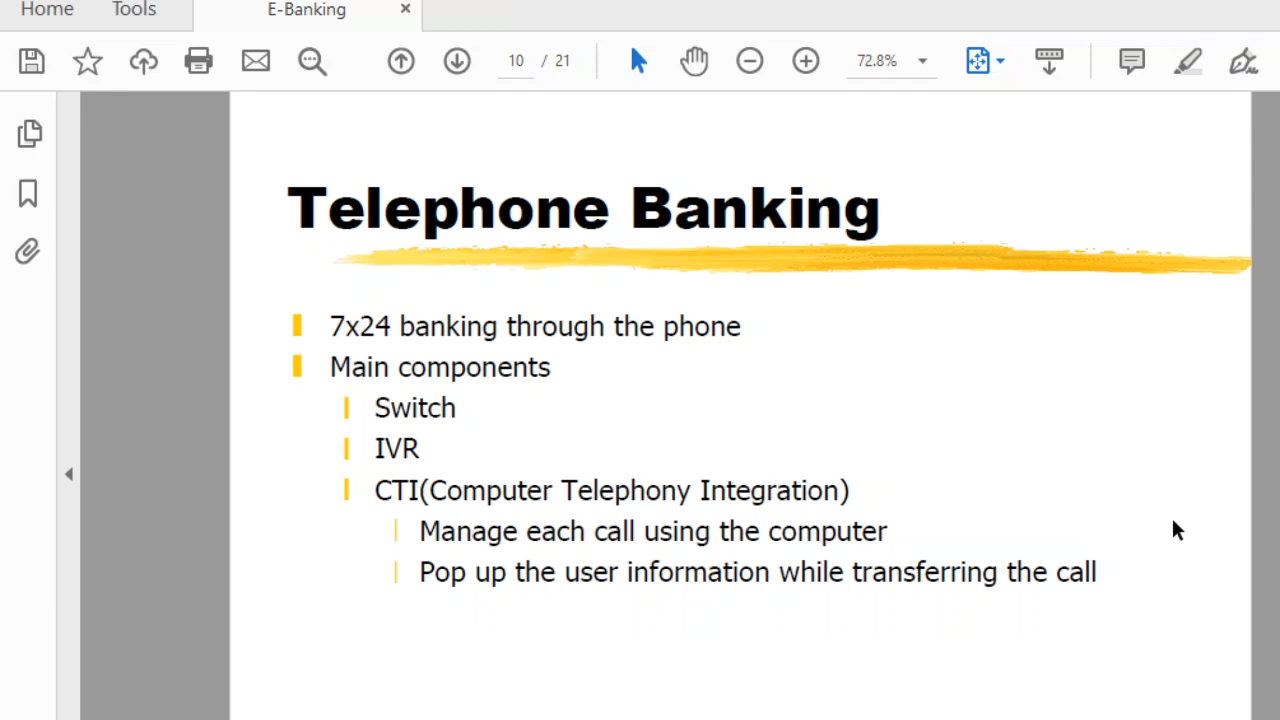 Home Tools E-Banking
10 / 21 72.8%
Telephone Banking
7x24 banking through the phone
Main components
Switch
IVR
CTI(Computer Telephony Integration)
Manage each call using the computer
Pop up the user information while transferring the call